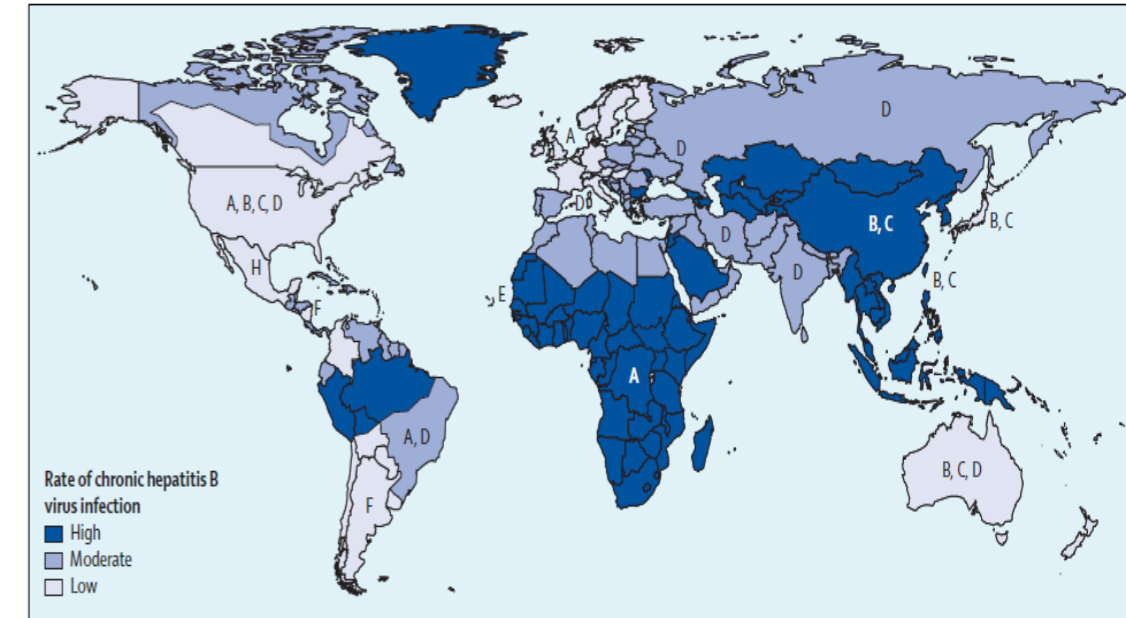 D
A
D
A, B, C, D
D
B, C
B, C
D
H
D
B, C
E
F
A
A, D
B, C, D
F
Rate of chronic hepatitis B
virus infection
High
Moderate
Low